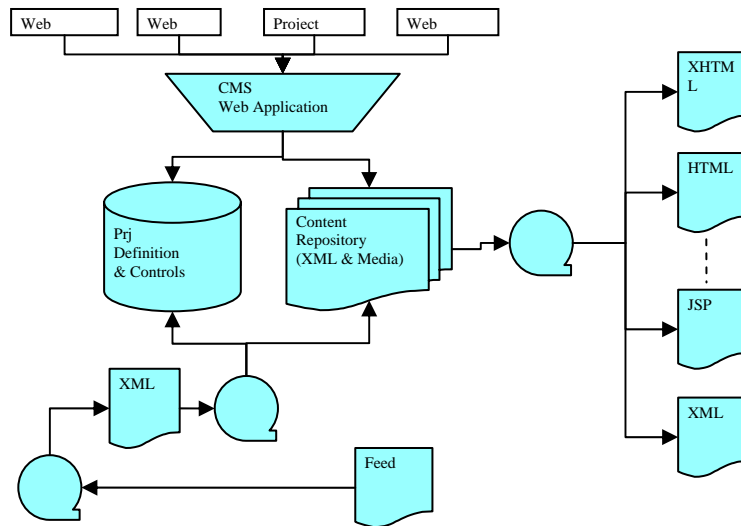 Web
Web
Project
Web
CMS
Web Application
XHTM
L
HTML
Prj
Definition
& Controls
Content
Repository
(XML & Media)
JSP
XML
XML
Feed